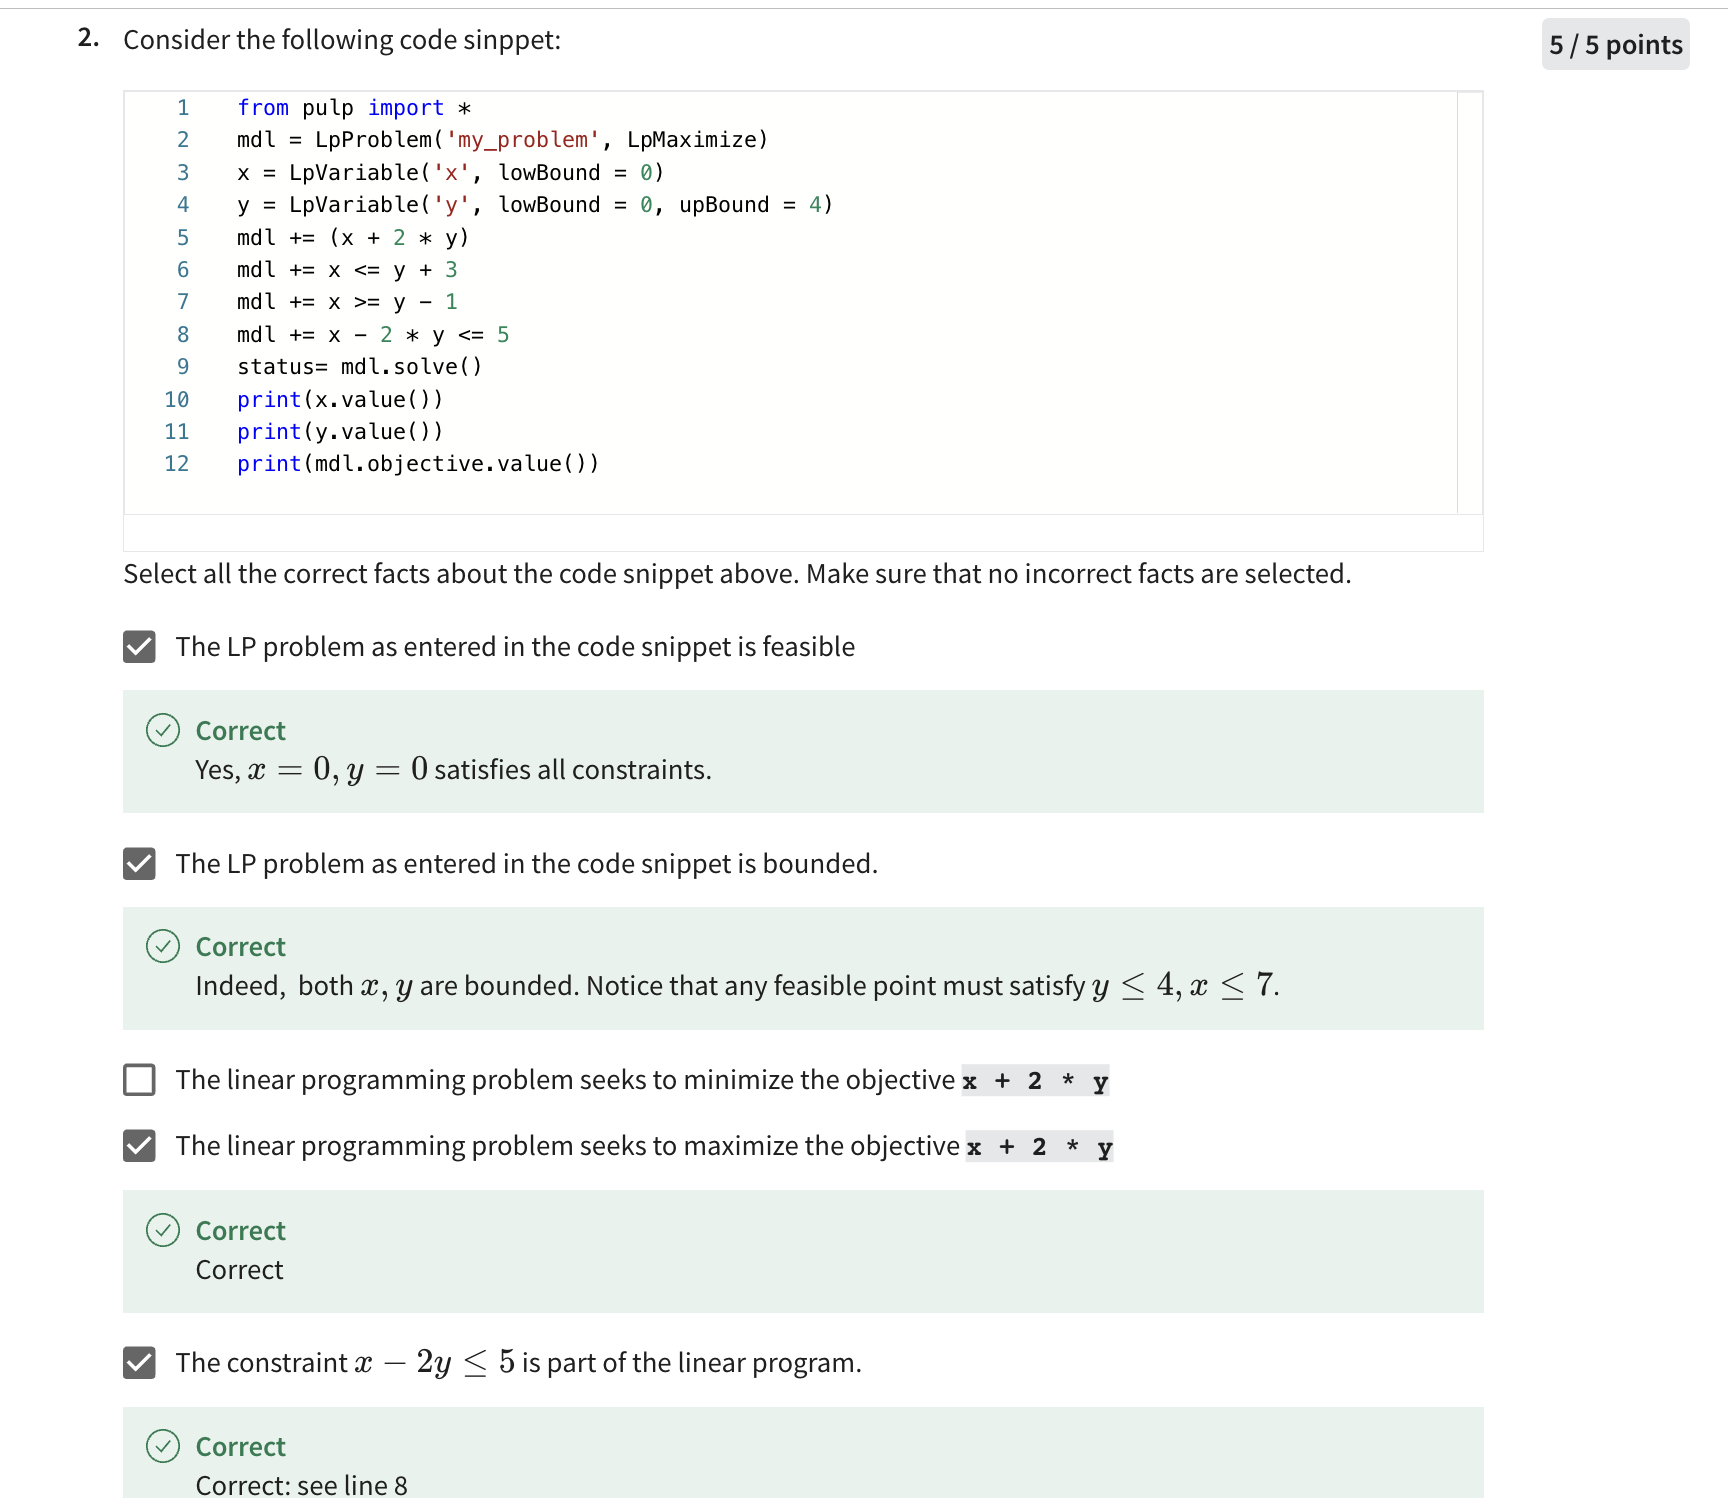 2. Consider the following code sinppet:
5 / 5 points
1 from pulp import *
2 mdl = LpProblem('my_problem', LpMaximize)
3 x = LpVariable('x', lowBound = 0)
4 y = LpVariable('y', lowBound = 0, upBound = 4)
5 mdl += (x + 2 * y)
6 mdl += x <= y + 3
7 mdl += x >= y - 1
8 mdl += x - 2 * y <= 5
9 status= mdl.solve()
10 print(x.value())
11 print(y.value())
12 print(mdl.objective.value())
Select all the correct facts about the code snippet above. Make sure that no incorrect facts are selected.
The LP problem as entered in the code snippet is feasible
Correct
Yes, x = 0, y = 0 satisfies all constraints.
The LP problem as entered in the code snippet is bounded.
Correct
Indeed, both x, y are bounded. Notice that any feasible point must satisfy y ≤ 4, x ≤ 7.
The linear programming problem seeks to minimize the objective x + 2 * y
The linear programming problem seeks to maximize the objective x + 2 * y
Correct
Correct
The constraint x − 2y ≤ 5 is part of the linear program.
Correct
Correct: see line 8